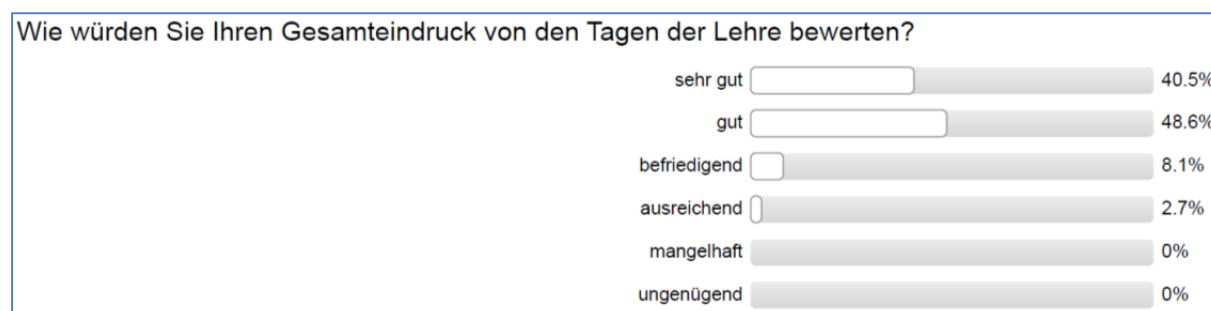 Wie würden Sie Ihren Gesamteindruck von den Tagen der Lehre bewerten?
sehr gut 40.5%
gut 48.6%
befriedigend 8.1%
ausreichend 2.7%
mangelhaft 0%
ungenügend 0%